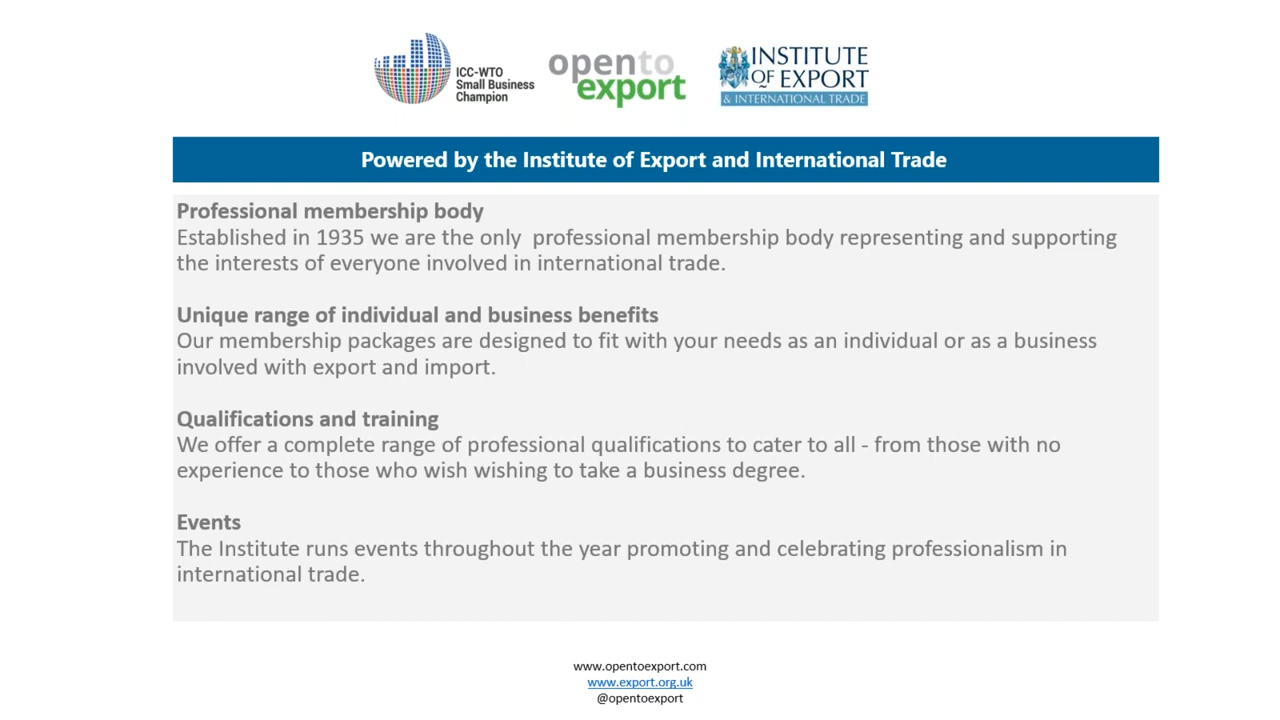 ICC-WTO
Small Business
Champion
opento
export
INSTITUTE
OF EXPORT
& INTERNATIONAL TRADE
Powered by the Institute of Export and International Trade
Professional membership body
Established in 1935 we are the only  professional membership body representing and supporting
the interests of everyone involved in international trade.
Unique range of individual and business benefits
Our membership packages are designed to fit with your needs as an individual or as a business
involved with export and import.
Qualifications and training
We offer a complete range of professional qualifications to cater to all - from those with no
experience to those who wish wishing to take a business degree.
Events
The Institute runs events throughout the year promoting and celebrating professionalism in
international trade.
www.opentoexport.com
www.export.org.uk
@opentoexport